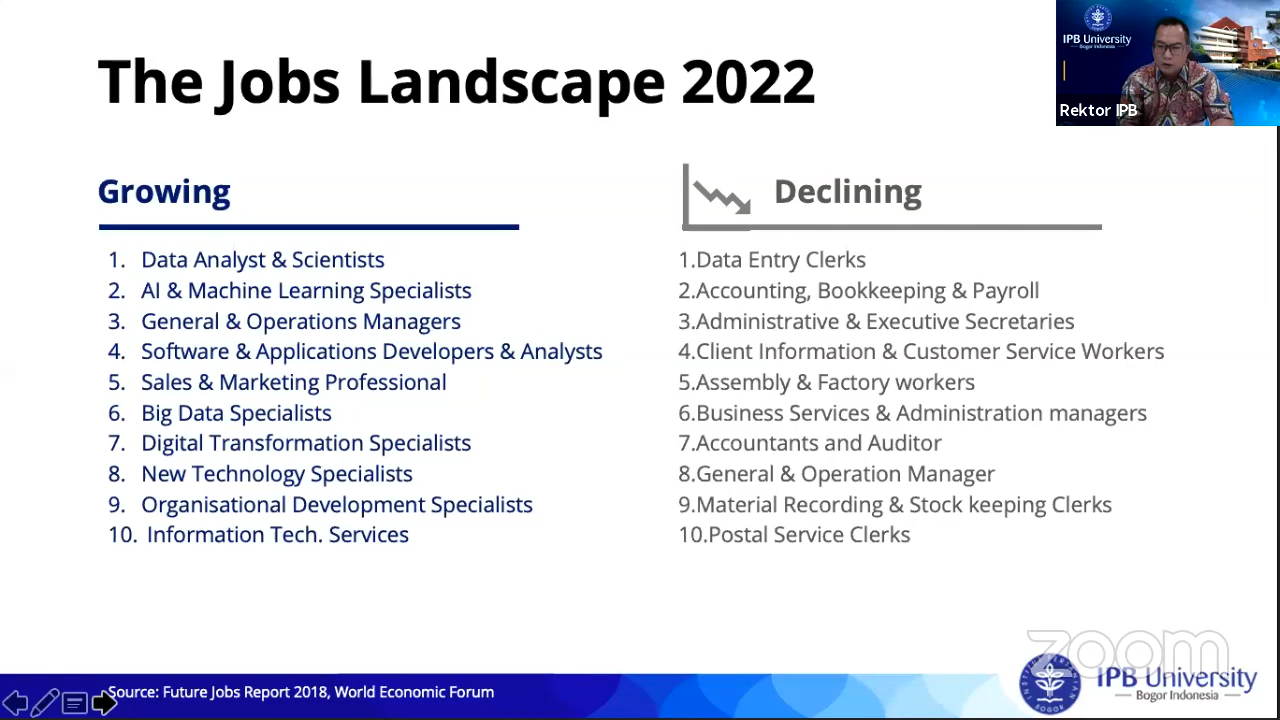 The Jobs Landscape 2022
IPB University
Bogor Indonesia
Rektor IPB
Growing
1. Data Analyst & Scientists
2. AI & Machine Learning Specialists
3. General & Operations Managers
4. Software & Applications Developers & Analysts
5. Sales & Marketing Professional
6. Big Data Specialists
7. Digital Transformation Specialists
8. New Technology Specialists
9. Organisational Development Specialists
10. Information Tech. Services
Declining
1.Data Entry Clerks
2.Accounting, Bookkeeping & Payroll
3.Administrative & Executive Secretaries
4.Client Information & Customer Service Workers
5.Assembly & Factory workers
6.Business Services & Administration managers
7.Accountants and Auditor
8.General & Operation Manager
9.Material Recording & Stock keeping Clerks
10.Postal Service Clerks
Source: Future Jobs Report 2018, World Economic Forum
zoom
IPB University
Bogor Indonesia